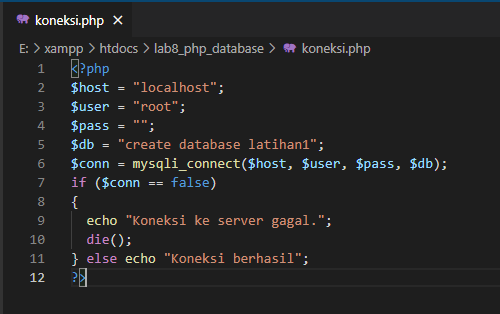 koneksi.php ×
E: > xampp > htdocs > lab8_php_database > koneksi.php
1 <?php
2 $host = "localhost";
3 $user = "root";
4 $pass = "";
5 $db = "create database latihan1";
6 $conn = mysqli_connect($host, $user, $pass, $db);
7 if ($conn == false)
8 {
9 echo "Koneksi ke server gagal.";
10 die();
11 } else echo "Koneksi berhasil";
12 ?>